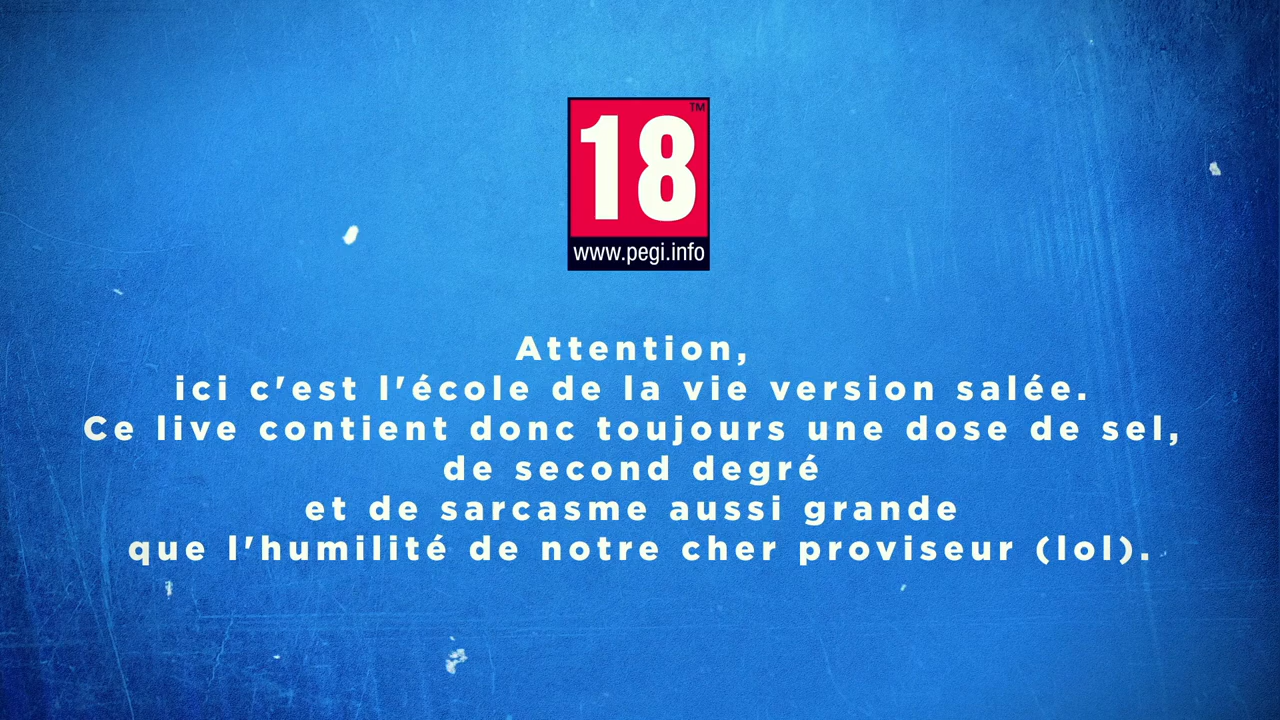 TM
18
www.pegi.info
Attention,
ici c'est l'école de la vie version salée.
Ce live contient donc toujours une dose de sel,
de second degré
et de sarcasme aussi grande
que l'humilité de notre cher proviseur (lol).